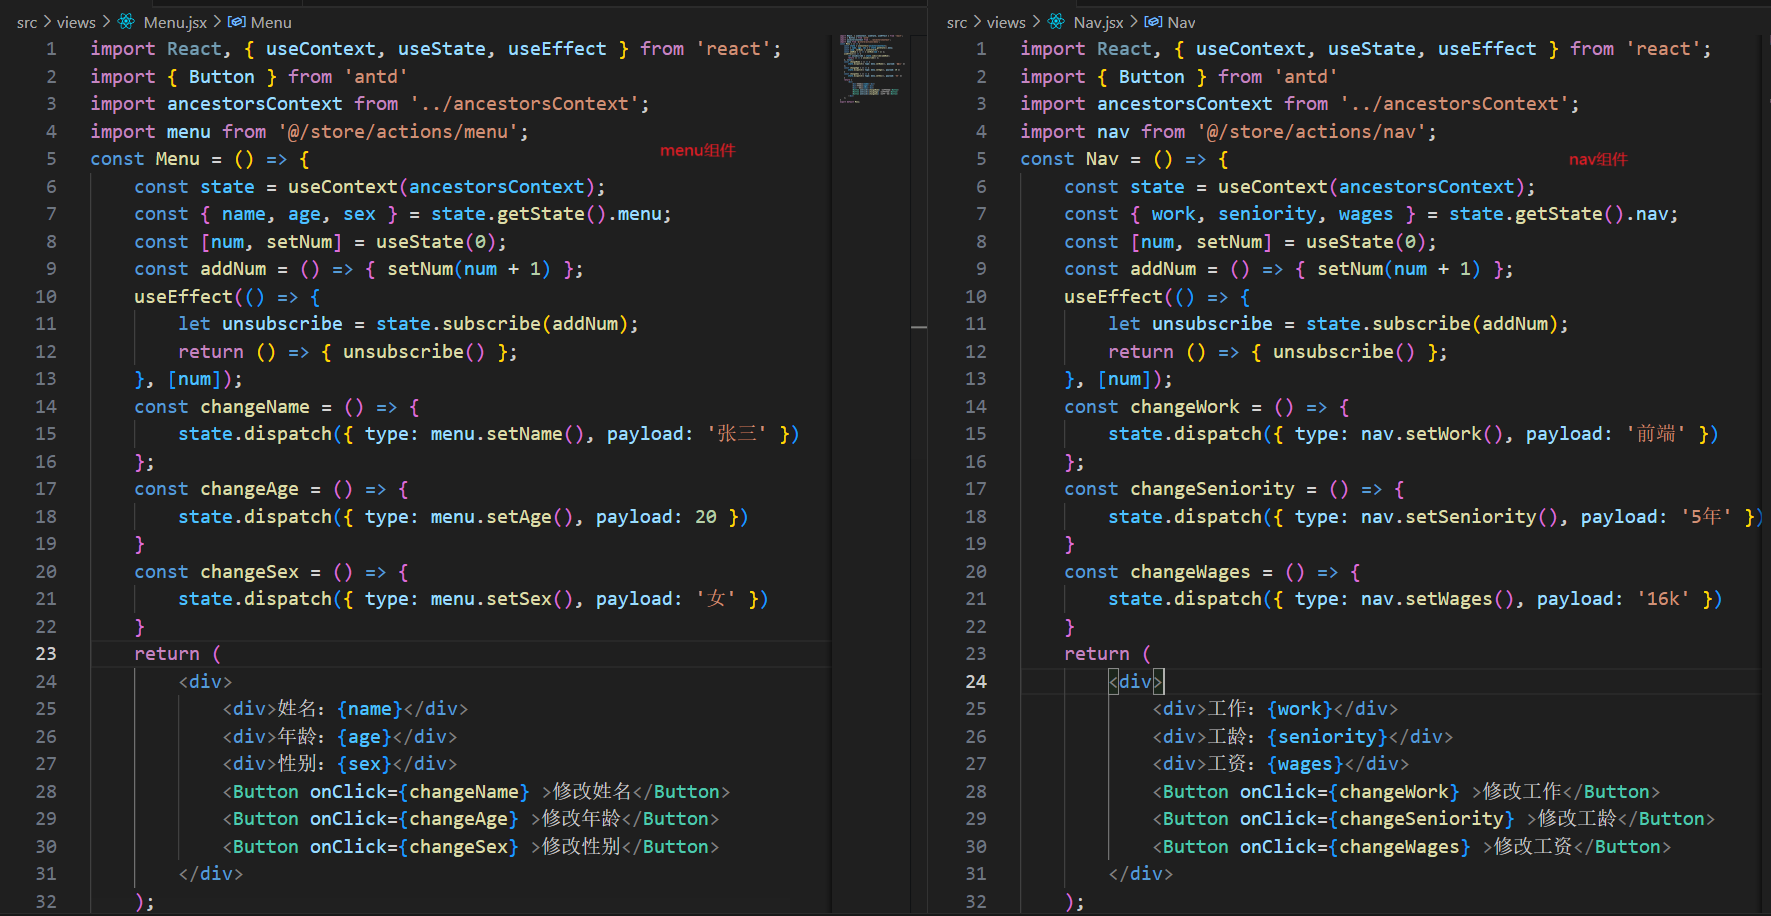 src > views > Menu.jsx > Menu
1 import React, { useContext, useState, useEffect } from 'react';
2 import { Button } from 'antd'
3 import ancestorsContext from '../ancestorsContext';
4 import menu from '@/store/actions/menu';
menu组件
5 const Menu = () => {
6 const state = useContext(ancestorsContext);
7 const { name, age, sex } = state.getState().menu;
8 const [num, setNum] = useState(0);
9 const addNum = () => { setNum(num + 1) };
10 useEffect(() => {
11 let unsubscribe = state.subscribe(addNum);
12 return () => { unsubscribe() };
13 }, [num]);
14 const changeName = () => {
15 state.dispatch({ type: menu.setName(), payload: '张三' })
16 };
17 const changeAge = () => {
18 state.dispatch({ type: menu.setAge(), payload: 20 })
19 }
20 const changeSex = () => {
21 state.dispatch({ type: menu.setSex(), payload: '女' })
22 }
23 return (
24 <div>
25 <div>姓名: {name}</div>
26 <div>年龄: {age}</div>
27 <div>性别: {sex}</div>
28 <Button onClick={changeName} >修改姓名</Button>
29 <Button onClick={changeAge} >修改年龄</Button>
30 <Button onClick={changeSex} >修改性别</Button>
31 </div>
32 );
src > views > Nav.jsx > Nav
1 import React, { useContext, useState, useEffect } from 'react';
2 import { Button } from 'antd'
3 import ancestorsContext from '../ancestorsContext';
4 import nav from '@/store/actions/nav';
5 const Nav = () => {
nav组件
6 const state = useContext(ancestorsContext);
7 const { work, seniority, wages } = state.getState().nav;
8 const [num, setNum] = useState(0);
9 const addNum = () => { setNum(num + 1) };
10 useEffect(() => {
11 let unsubscribe = state.subscribe(addNum);
12 return () => { unsubscribe() };
13 }, [num]);
14 const changeWork = () => {
15 state.dispatch({ type: nav.setWork(), payload: '前端' })
16 };
17 const changeSeniority = () => {
18 state.dispatch({ type: nav.setSeniority(), payload: '5年' })
19 }
20 const changeWages = () => {
21 state.dispatch({ type: nav.setWages(), payload: '16k' })
22 }
23 return (
24 <div>
25 <div>工作: {work}</div>
26 <div>工龄: {seniority}</div>
27 <div>工资: {wages}</div>
28 <Button onClick={changeWork} >修改工作</Button>
29 <Button onClick={changeSeniority} >修改工龄</Button>
30 <Button onClick={changeWages} >修改工资</Button>
31 </div>
32 );